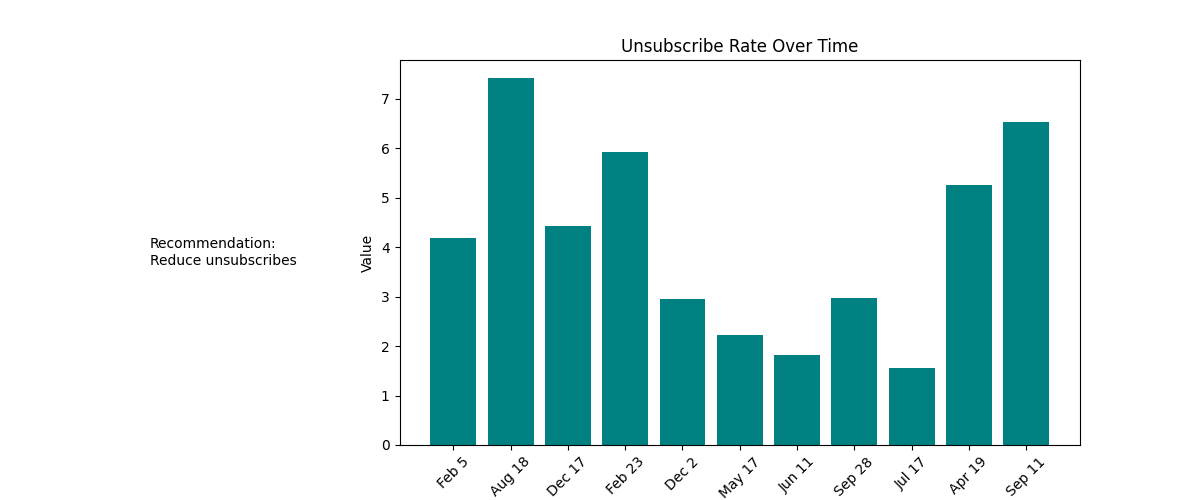 Unsubscribe Rate Over Time
Recommendation:
Reduce unsubscribes
Value
7
6
5
4
3
2
1
0
Feb 5
Aug 18
Dec 17
Feb 23
Dec 2
May 17
Jun 11
Sep 28
Jul 17
Apr 19
Sep 11